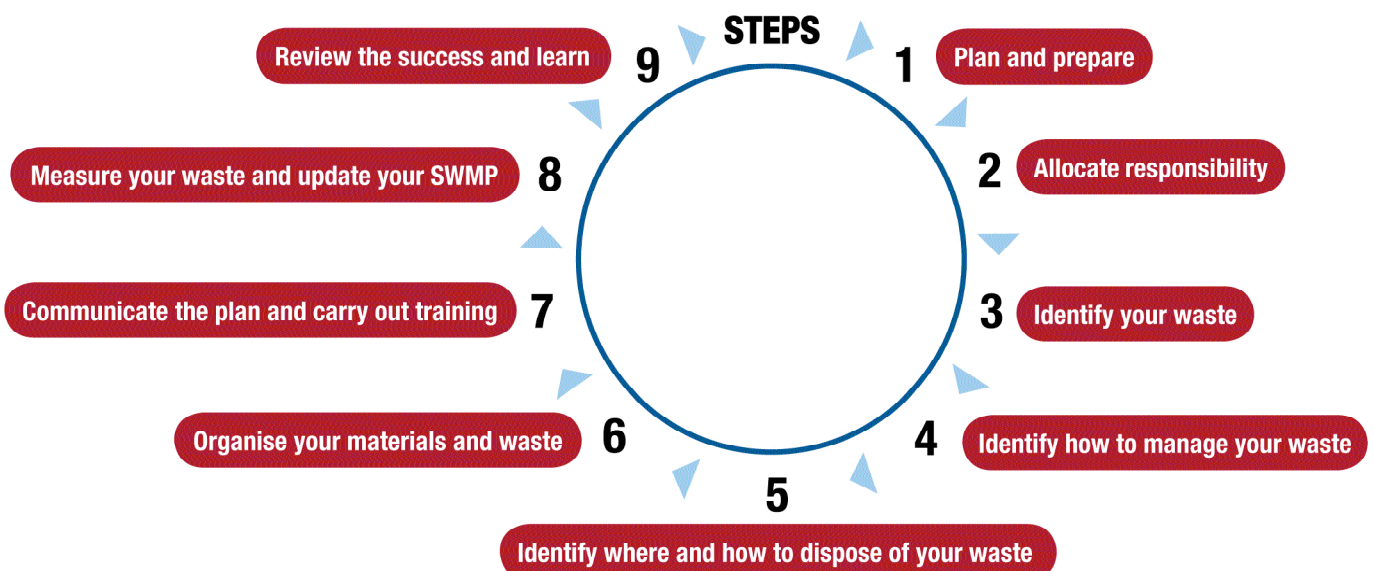 STEPS
1 Plan and prepare
2 Allocate responsibility
3 Identify your waste
4 Identify how to manage your waste
5
Identify where and how to dispose of your waste
6 Organise your materials and waste
7 Communicate the plan and carry out training
8 Measure your waste and update your SWMP
9 Review the success and learn